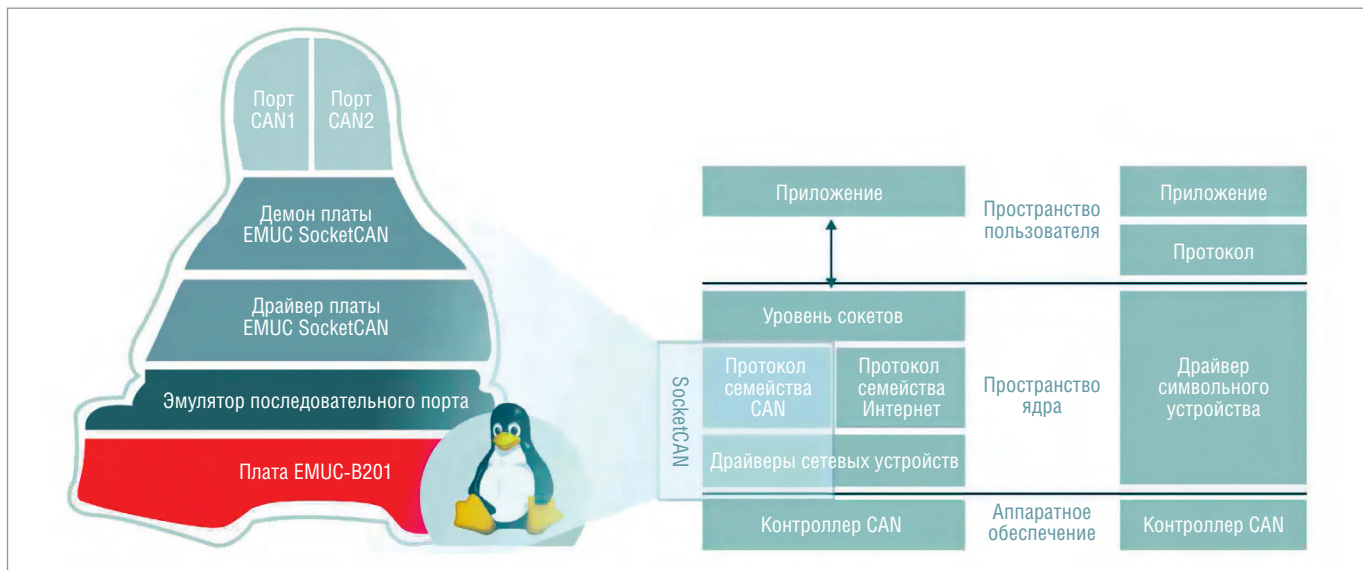 Порт
CAN1
Порт
CAN2
Демон платы
EMUC SocketCAN
Драйвер платы
EMUC SocketCAN
Эмулятор последовательного порта
Плата EMUC-B201
SocketCAN
Приложение
Уровень сокетов
Протокол
семейства
CAN
Протокол
семейства
Интернет
Драйверы сетевых устройств
Контроллер CAN
Пространство
пользователя
Пространство
ядра
Аппаратное
обеспечение
Приложение
Протокол
Драйвер
символьного
устройства
Контроллер CAN